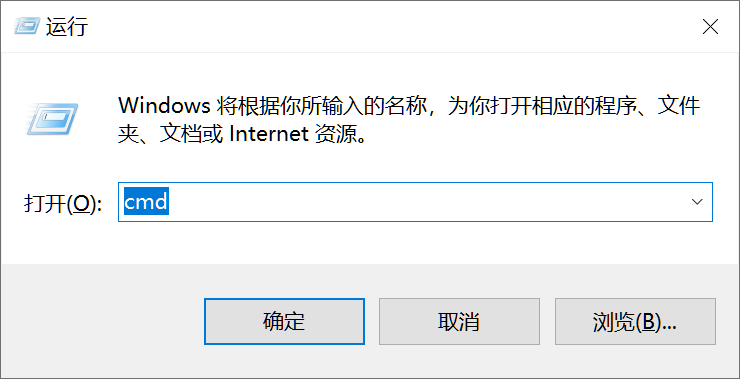 运行
Windows 将根据你所输入的名称，为你打开相应的程序、文件
夹、文档或 Internet 资源。
打开(O): cmd
确定 取消 浏览(B)...